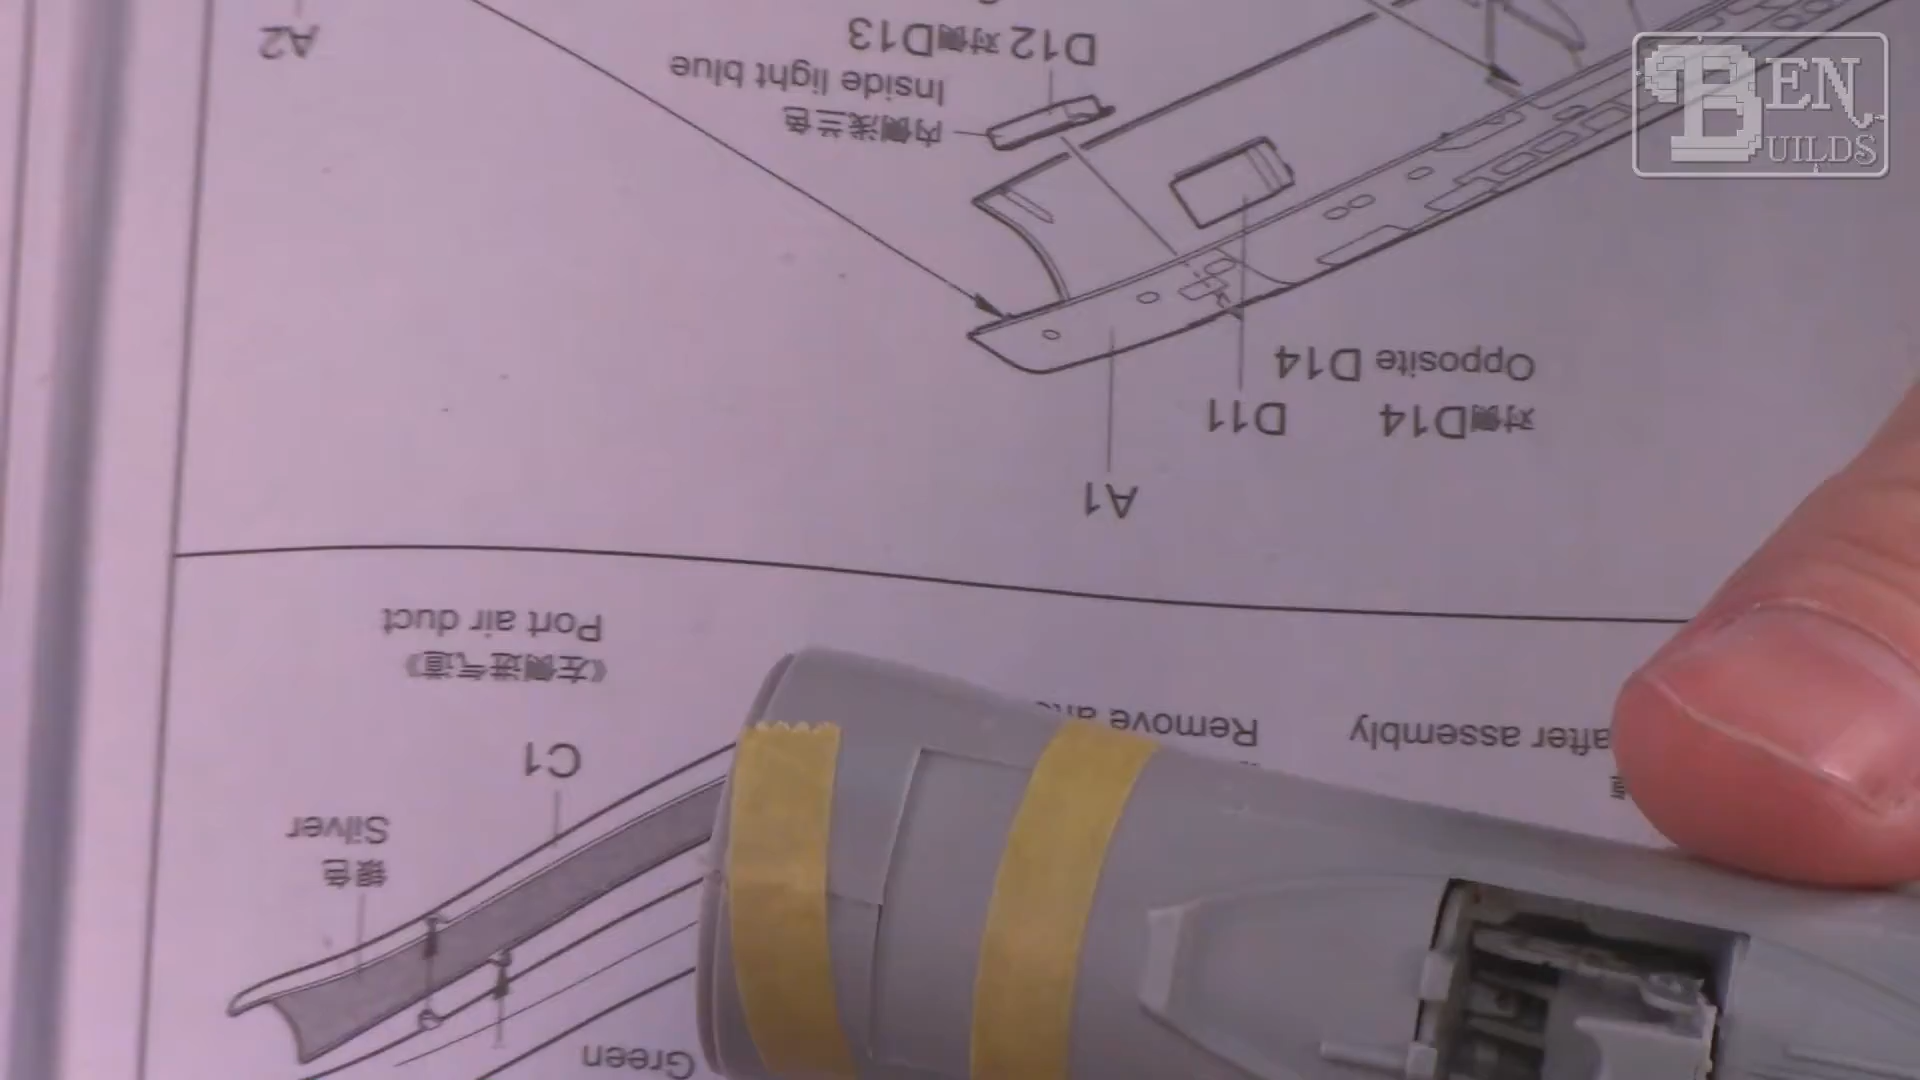 BEN
BUILDS
Green
银色
Silver
C1
《左侧进气道》
Port air duct
after assembly
Remove
A1
对侧D14
D11
Opposite D14
内侧浅兰色
Inside light blue
D12 对侧D13
A2